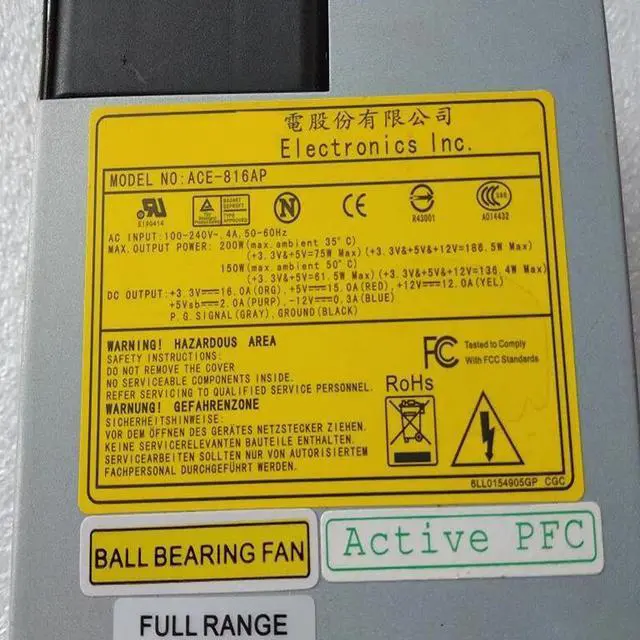 電股份有限公司
Electronics Inc.
MODEL NO:ACE-816AP
E190414
R43001
A014432
AC INPUT:100-240V~.4A,50-60Hz
MAX.OUTPUT POWER: 200W(max.ambient 35°C)
(+3.3V&+5V=75W Max)(+3.3V&+5V&+12V=186.5W Max)
150W(max.ambient 50°C)
(+3.3V&+5V=61.5W Max)(+3.3V&+5V&+12V=136.4W Max)
DC OUTPUT:+3.3V⎓16.0A(ORG),+5V⎓15.0A(RED),+12V⎓12.0A(YEL)
+5Vsb⎓2.0A(PURP),-12V⎓0.3A(BLUE)
P.G.SIGNAL(GRAY),GROUND(BLACK)
WARNING! HAZARDOUS AREA
SAFETY INSTRUCTIONS:
DO NOT REMOVE THE COVER
NO SERVICEABLE COMPONENTS INSIDE.
REFER SERVICING TO QUALIFIED SERVICE PERSONNEL.
WARNUNG! GEFAHRENZONE
SICHERHEITSHINWEISE:
VOR DEM ÖFFNEN DES GERÄTES NETZSTECKER ZIEHEN.
KEINE SERVICERELEVANTEN BAUTEILE ENTHALTEN.
SERVICEARBEITEN SOLLTEN NUR VON AUTORISIERTEM
FACHPERSONAL DURCHGEFÜHRT WERDEN.
FC Tested to Comply
With FCC Standards
RoHs
6LL0154905GP CGC
BALL BEARING FAN
Active PFC
FULL RANGE